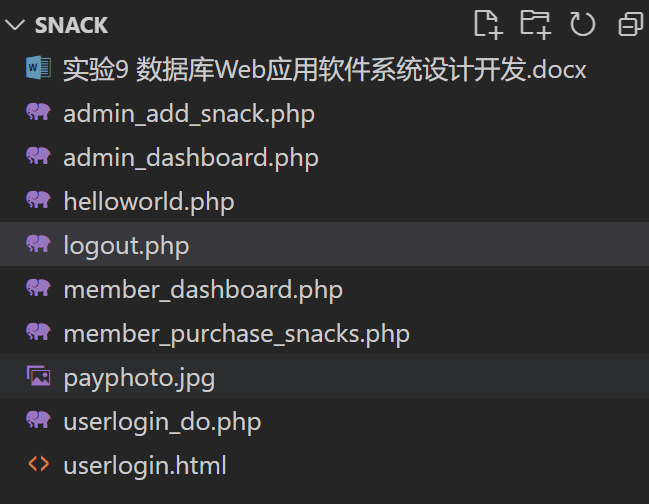 SNACK
实验9 数据库Web应用软件系统设计开发.docx
admin_add_snack.php
admin_dashboard.php
helloworld.php
logout.php
member_dashboard.php
member_purchase_snacks.php
payphoto.jpg
userlogin_do.php
userlogin.html